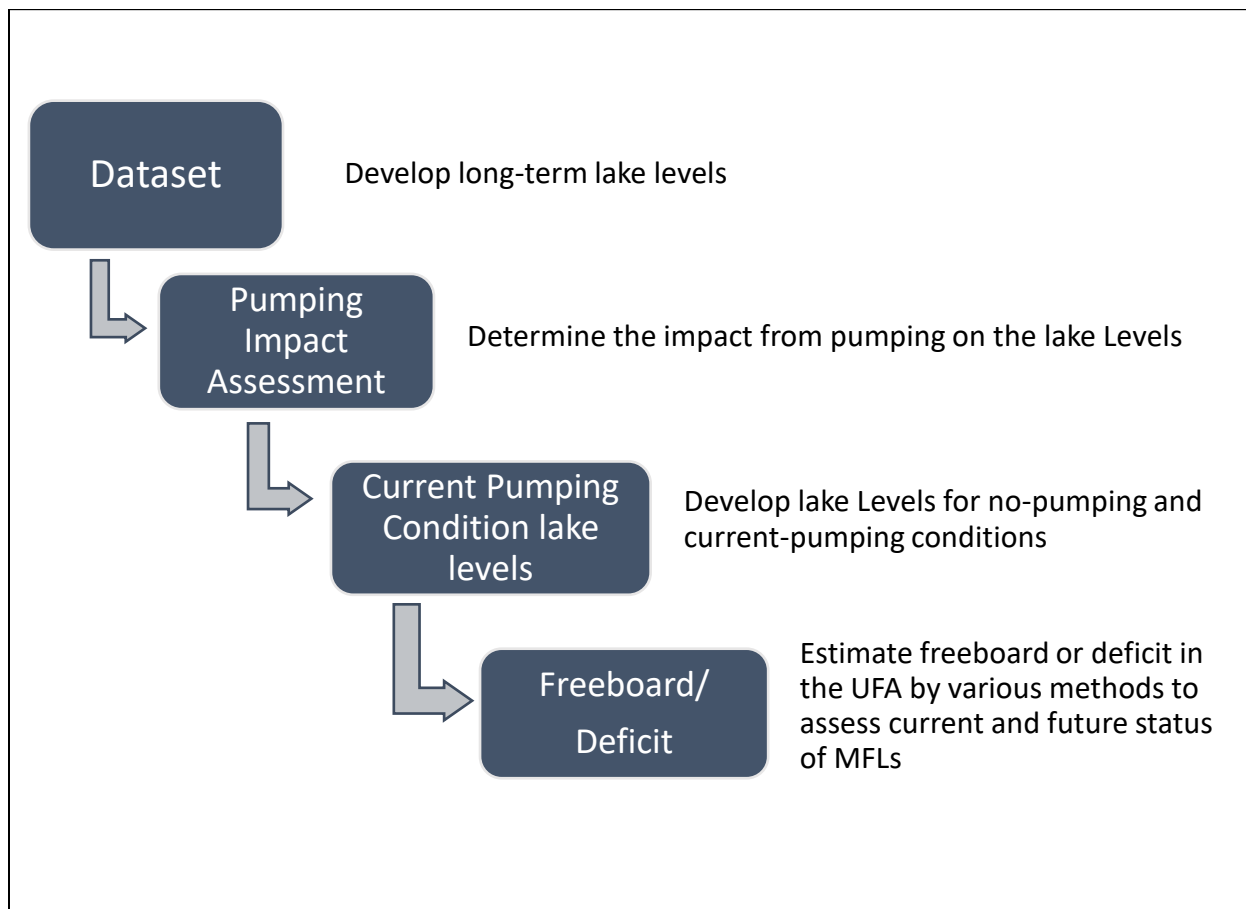 Dataset
Develop long-term lake levels
Pumping
Impact
Assessment
Determine the impact from pumping on the lake Levels
Current Pumping
Condition lake
levels
Develop lake Levels for no-pumping and
current-pumping conditions
Freeboard/
Deficit
Estimate freeboard or deficit in
the UFA by various methods to
assess current and future status
of MFLs